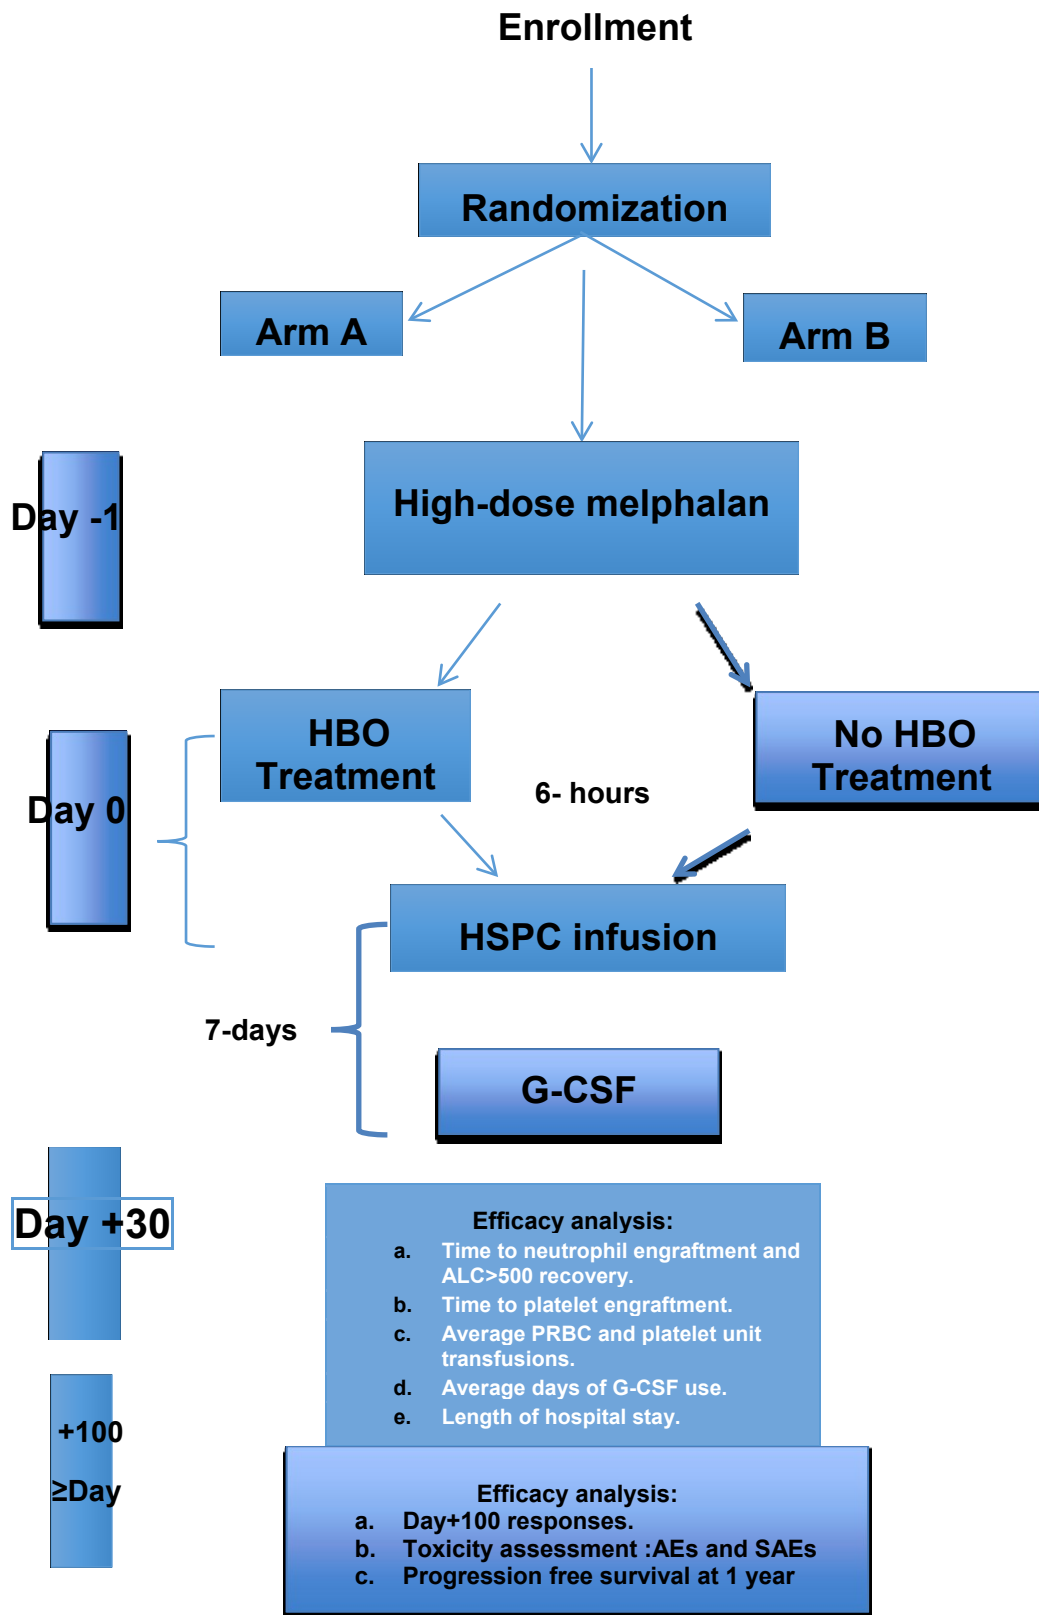 Enrollment
Randomization
Arm A
Arm B
Day -1
High-dose melphalan
HBO
Treatment
No HBO
Treatment
Day 0
6- hours
HSPC infusion
7-days
G-CSF
Day +30
Efficacy analysis:
a. Time to neutrophil engraftment and
ALC>500 recovery.
b. Time to platelet engraftment.
c. Average PRBC and platelet unit
transfusions.
d. Average days of G-CSF use.
e. Length of hospital stay.
+100
≥Day
Efficacy analysis:
a. Day+100 responses.
b. Toxicity assessment :AEs and SAEs
c. Progression free survival at 1 year